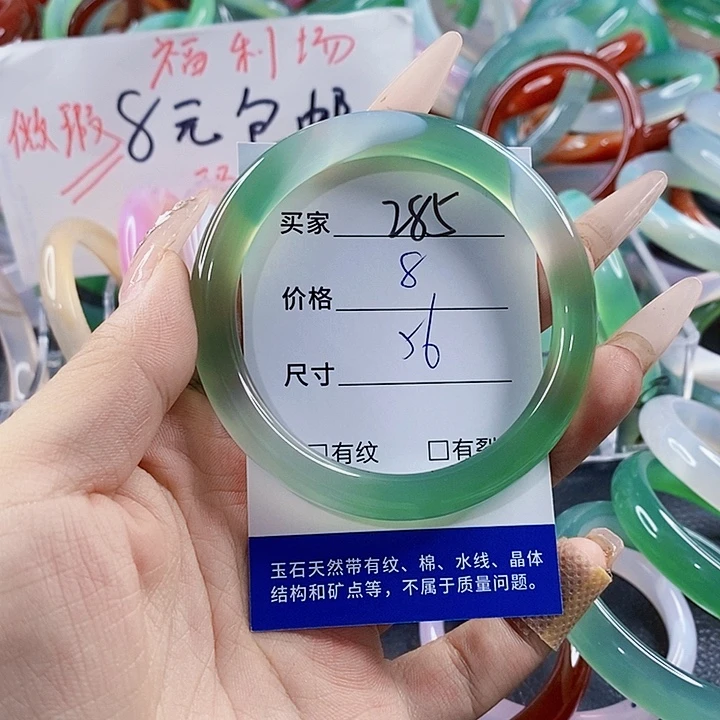 福利场
微瑕 8元包邮
买家 285
价格 8
尺寸 56
□有纹 □有裂
玉石天然带有纹、棉、水线、晶体
结构和矿点等，不属于质量问题。